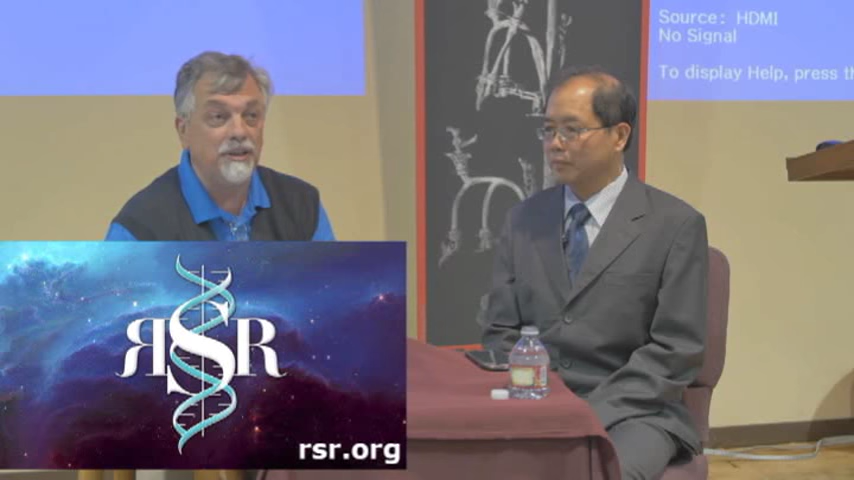 Source: HDMI
No Signal
To display Help, press th
RSR
rsr.org